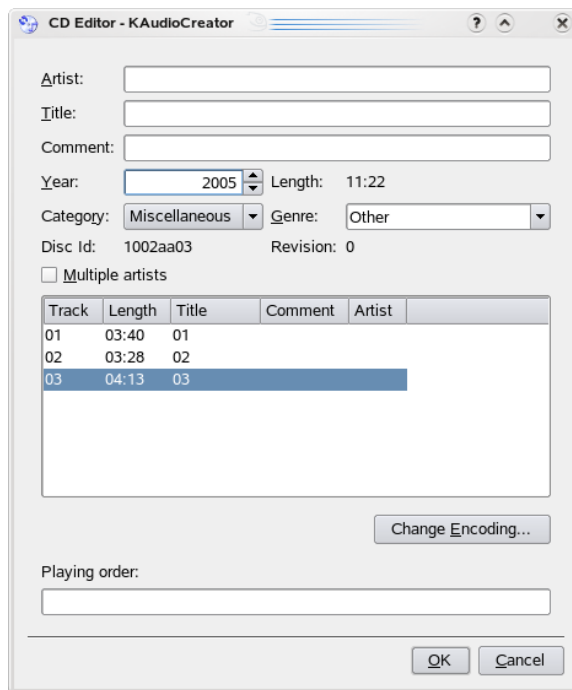 CD Editor - KAudioCreator
Artist:
Title:
Comment:
Year: 2005 Length: 11:22
Category: Miscellaneous Genre: Other
Disc Id: 1002aa03 Revision: 0
Multiple artists
Track Length Title Comment Artist
01 03:40 01
02 03:28 02
03 04:13 03
Change Encoding...
Playing order:
OK Cancel